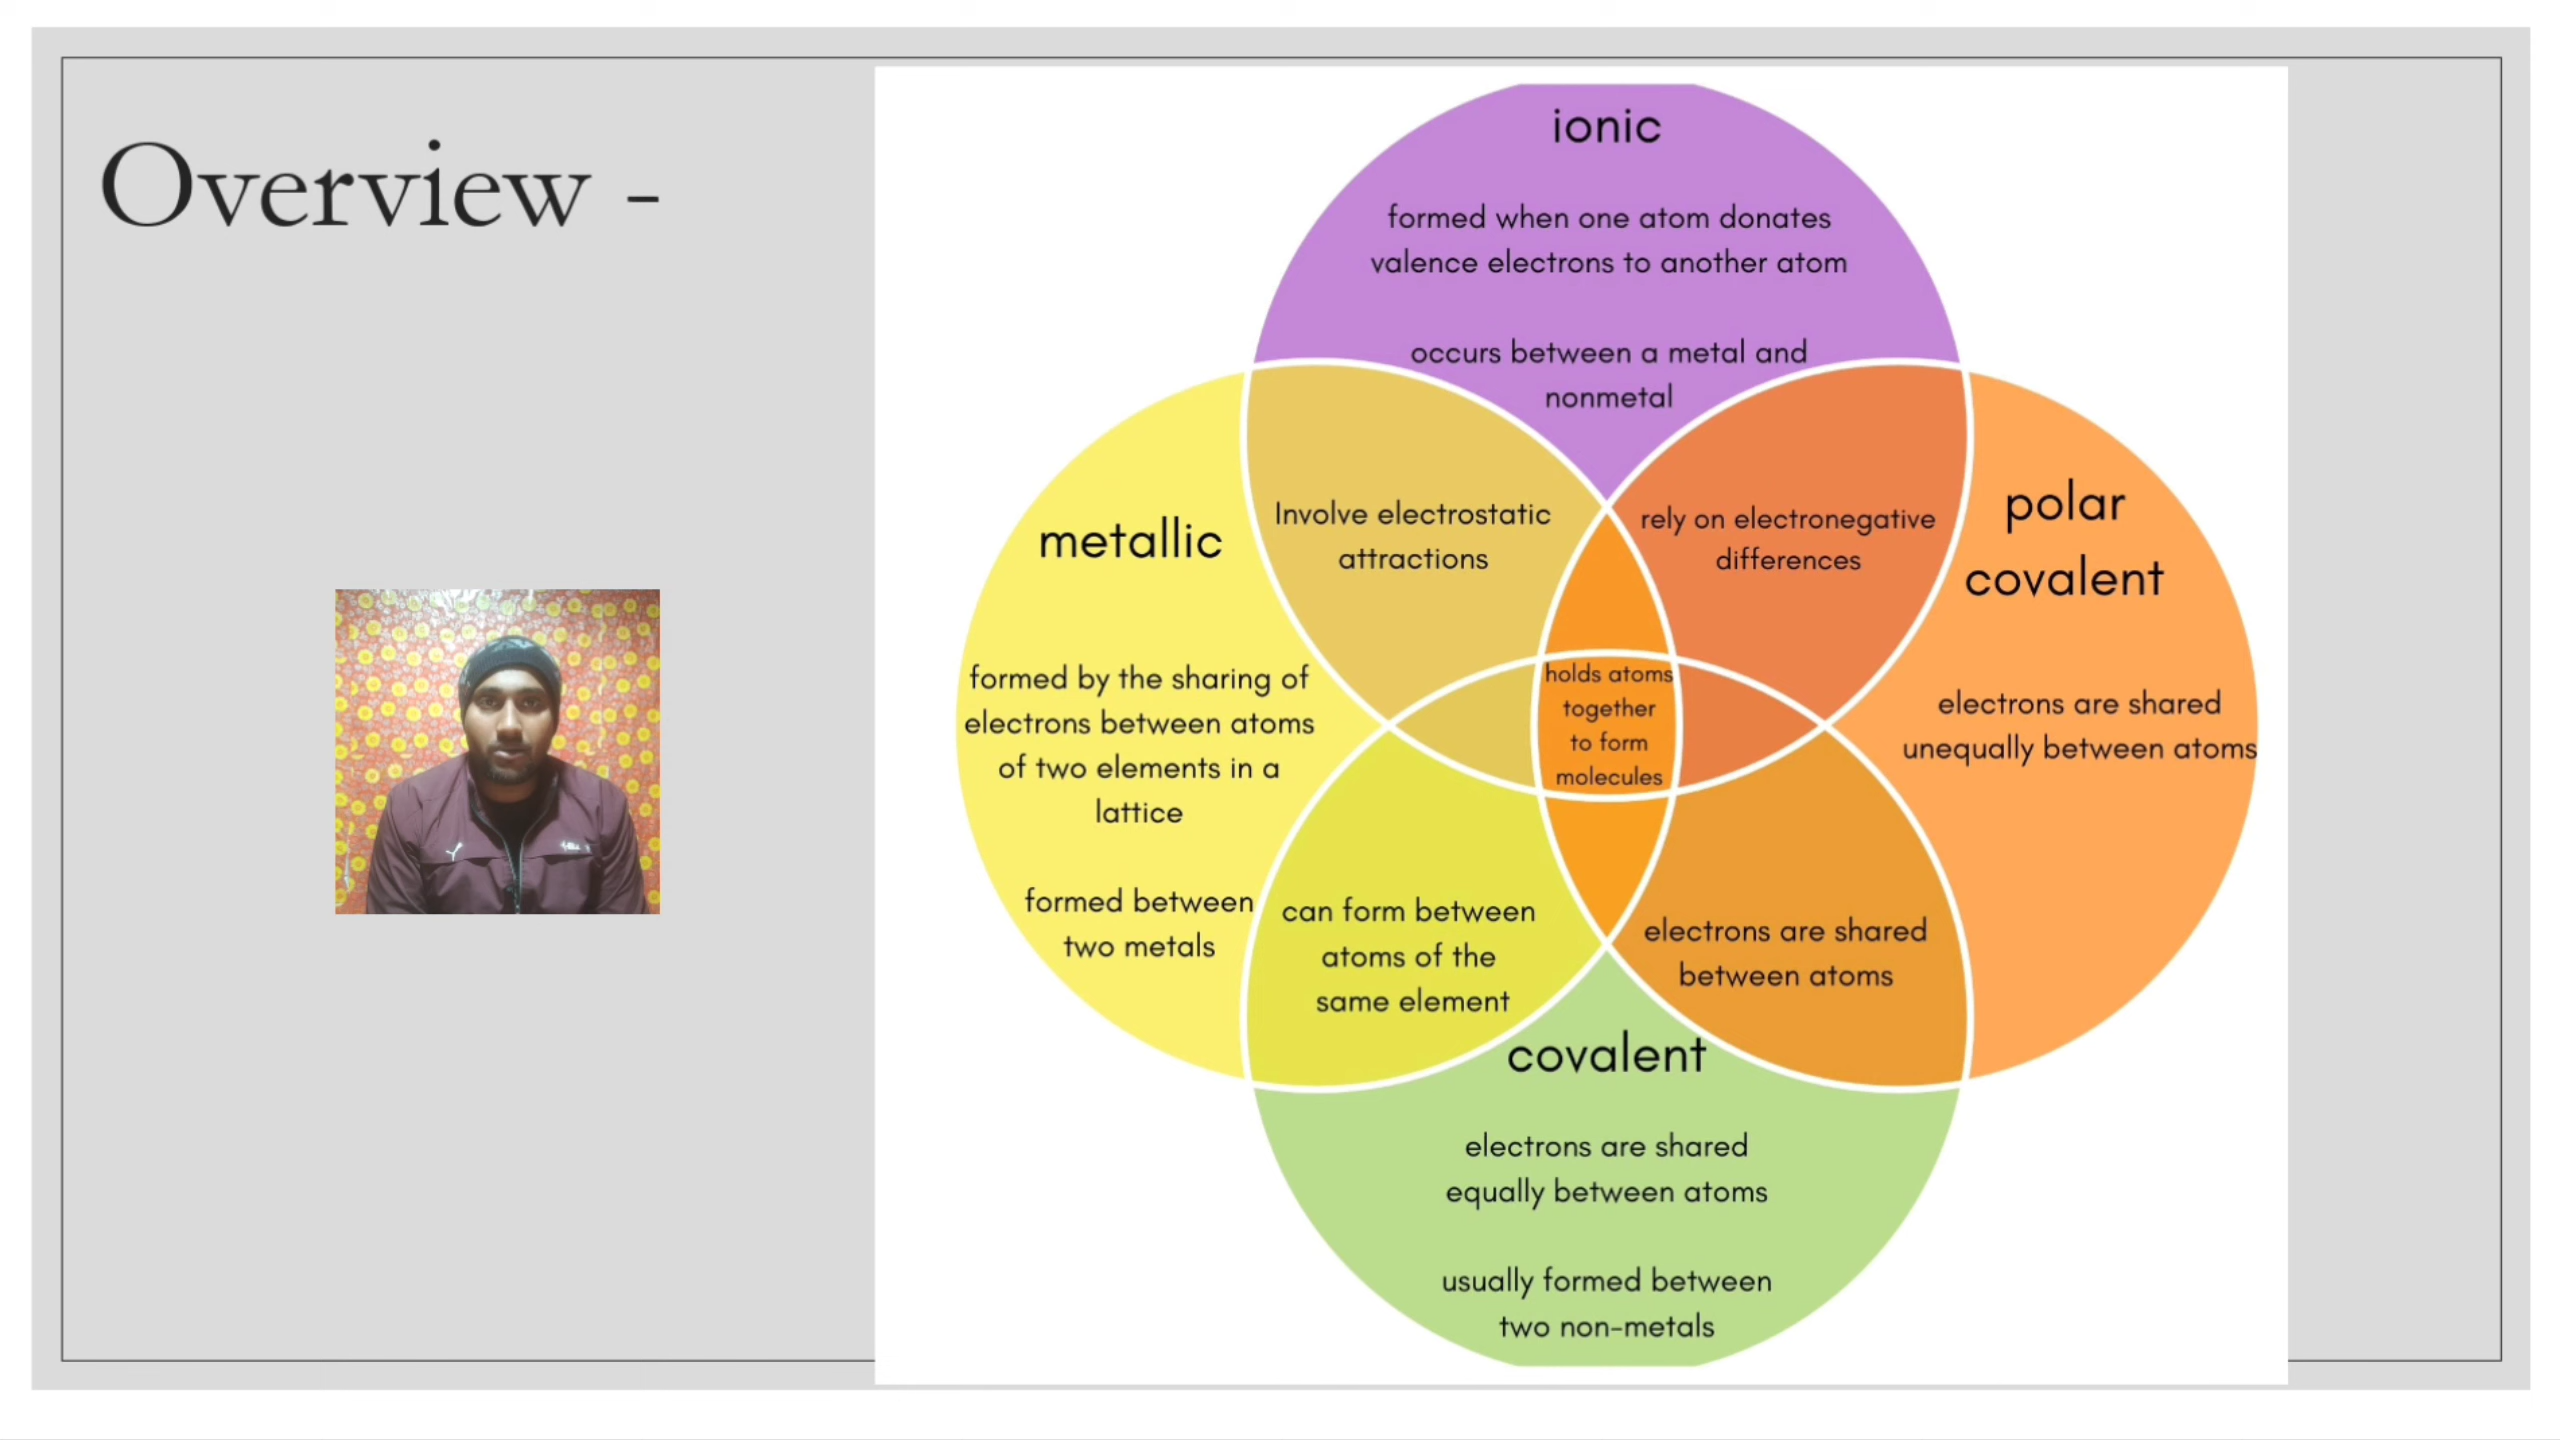 Overview -
ionic
formed when one atom donates
valence electrons to another atom
occurs between a metal and
nonmetal
metallic
formed by the sharing of
electrons between atoms
of two elements in a
lattice
formed between
two metals
Involve electrostatic
attractions
rely on electronegative
differences
polar
covalent
electrons are shared
unequally between atoms
holds atoms
together
to form
molecules
can form between
atoms of the
same element
electrons are shared
between atoms
covalent
electrons are shared
equally between atoms
usually formed between
two non-metals